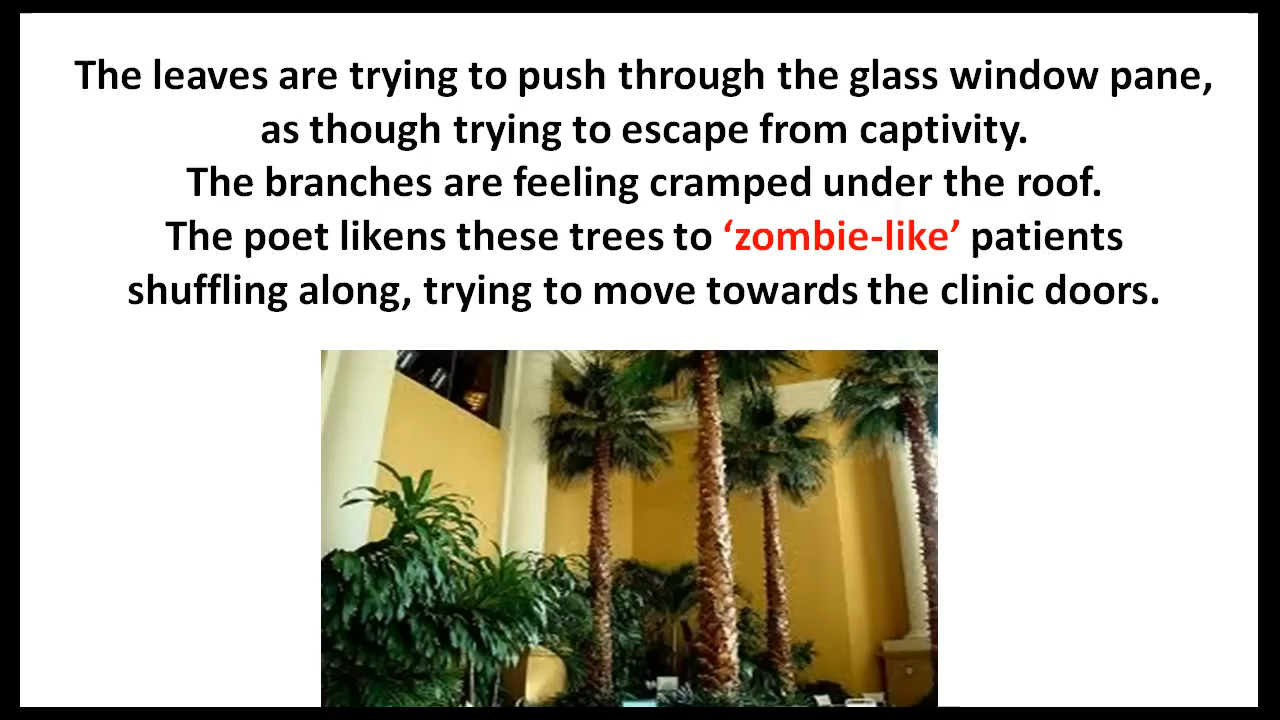 The leaves are trying to push through the glass window pane,
as though trying to escape from captivity.
The branches are feeling cramped under the roof.
The poet likens these trees to ‘zombie-like’ patients
shuffling along, trying to move towards the clinic doors.